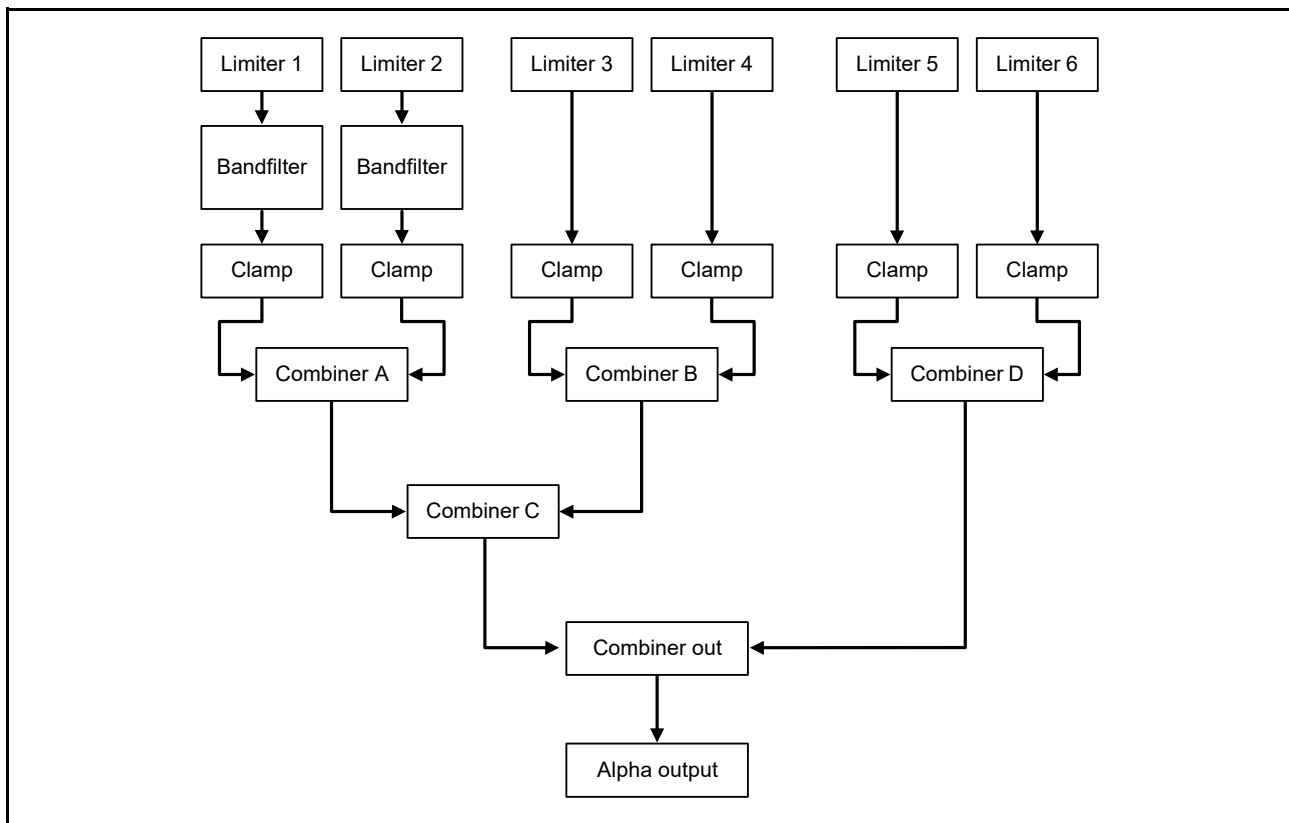 Limiter 1
Limiter 2
Limiter 3
Limiter 4
Limiter 5
Limiter 6
Bandfilter
Bandfilter
Clamp
Clamp
Clamp
Clamp
Clamp
Clamp
Combiner A
Combiner B
Combiner D
Combiner C
Combiner out
Alpha output